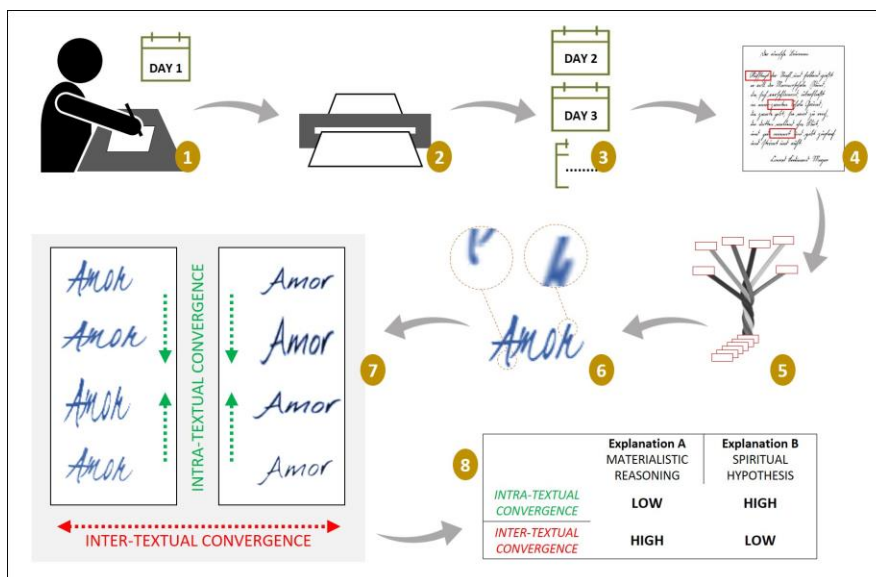 DAY 1
1
2
DAY 2
DAY 3
3
4
5
Amor
6
Amor
Amor
Amor
Amor
INTRA-TEXTUAL CONVERGENCE
Amor
Amor
Amor
Amor
7
INTER-TEXTUAL CONVERGENCE
8
Explanation A
MATERIALISTIC
REASONING
Explanation B
SPIRITUAL
HYPOTHESIS
INTRA-TEXTUAL
CONVERGENCE
LOW
HIGH
INTER-TEXTUAL
CONVERGENCE
HIGH
LOW